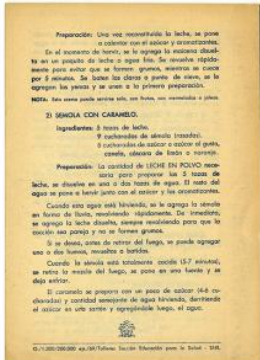 Preparación: Una vez reconstituída la leche, se pone
a calentar con el azúcar y aromatizantes.
En el momento de hervir, se le agrega la maicena disuel-
ta en un poquito de leche o agua fría. Se revuelve rápida-
mente para evitar que se formen grumos, mientras se cuece
por 5 minutos. Se baten las claras a punto de nieve, se le
agregan las yemas y se unen a la primera preparación.
NOTA: Esta crema puede servirse sola, con frutas, con mermeladas o jaleas.
2) SEMOLA CON CARAMELO.
Ingredientes: 5 tazas de leche.
9 cucharadas de sémola (rasadas).
5 cucharadas de azúcar o azúcar al gusto,
canela, cáscara de limón o naranja.
Preparación: La cantidad de LECHE EN POLVO nece-
saria para preparar las 5 tazas de
leche, se disuelve en una o dos tazas de agua. El resto del
agua se pone a hervir junto con el azúcar y los aromatizantes.
Cuando esta agua está hirviendo, se le agrega la sémola
en forma de lluvia, revolviendo rápidamente. De inmediato,
se agrega la leche disuelta, siempre revolviendo para que la
cocción sea pareja y no se formen grumos.
Si se desea, antes de retirar del fuego, se puede agregar
una o dos huevos, revueltos o batidos.
Cuando la sémola está totalmente cocida (5-7 minutos),
se retira la mezcla del fuego, se pone en una fuente y se
deja enfriar.
El caramelo se prepara con un poco de azúcar (4-6 cu-
charadas) y cantidad semejante de agua hirviendo, derritiendo
el azúcar en una sartén y agregándole luego, el agua.